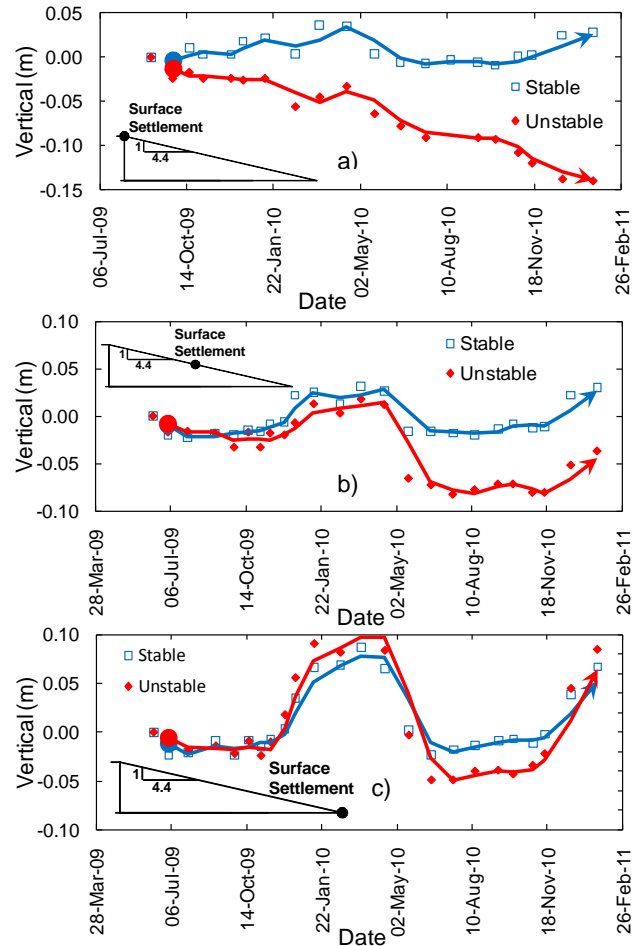 0.05
0.00
-0.05
-0.10
-0.15
Vertical (m)
Surface
Settlement
1
4.4
Stable
Unstable
a)
06-Jul-09
14-Oct-09
22-Jan-10
02-May-10
10-Aug-10
18-Nov-10
26-Feb-11
Date
0.10
0.05
0.00
-0.05
-0.10
Vertical (m)
Surface
Settlement
1
4.4
Stable
Unstable
b)
28-Mar-09
06-Jul-09
14-Oct-09
22-Jan-10
02-May-10
10-Aug-10
18-Nov-10
26-Feb-11
Date
0.10
0.05
0.00
-0.05
-0.10
Vertical (m)
Stable
Unstable
Surface
Settlement
1
4.4
c)
28-Mar-09
06-Jul-09
14-Oct-09
22-Jan-10
02-May-10
10-Aug-10
18-Nov-10
26-Feb-11
Date